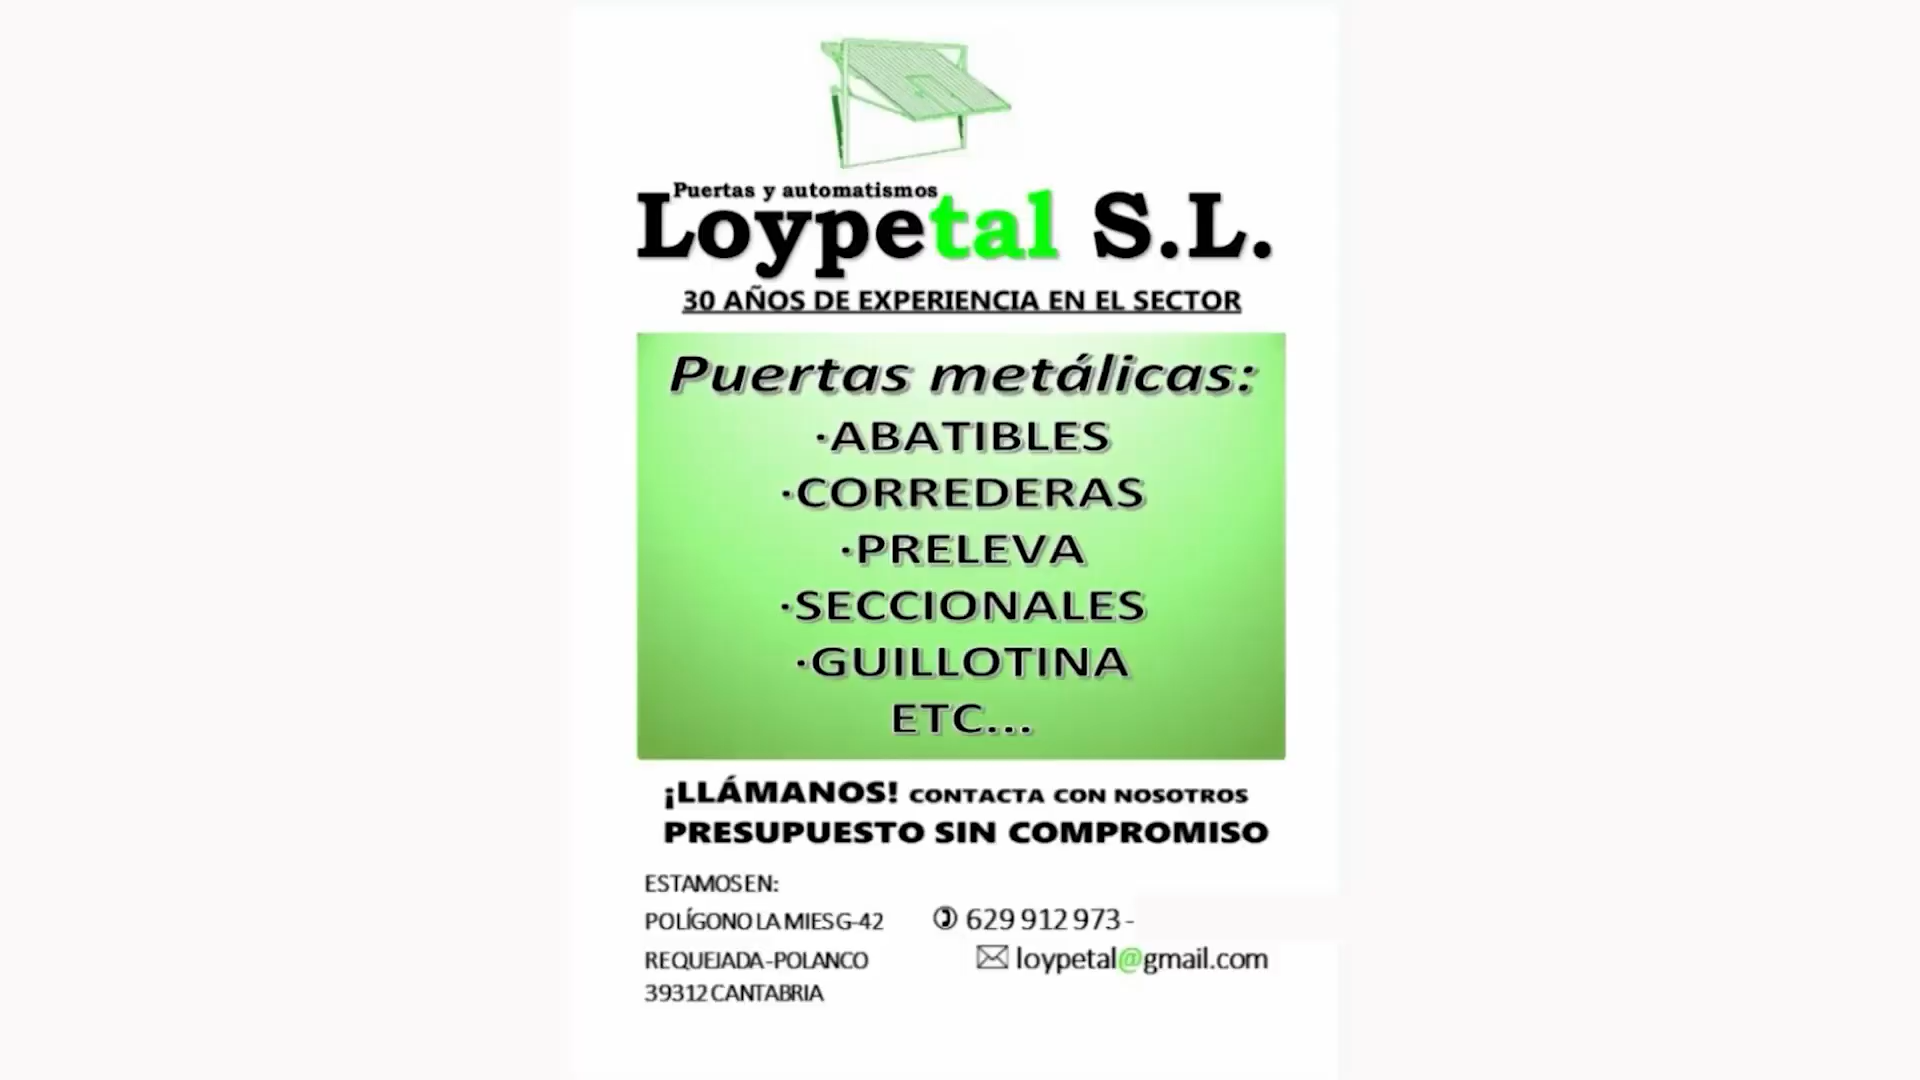 Puertas y automatismos
Loypetal S.L.
30 AÑOS DE EXPERIENCIA EN EL SECTOR
Puertas metálicas:
·ABATIBLES
·CORREDERAS
·PRELEVA
·SECCIONALES
·GUILLOTINA
ETC...
¡LLÁMANOS! CONTACTA CON NOSOTROS
PRESUPUESTO SIN COMPROMISO
ESTAMOS EN:
POLÍGONO LA MIES G-42
629 912 973 -
REQUEJADA - POLANCO
loypetal@gmail.com
39312 CANTABRIA